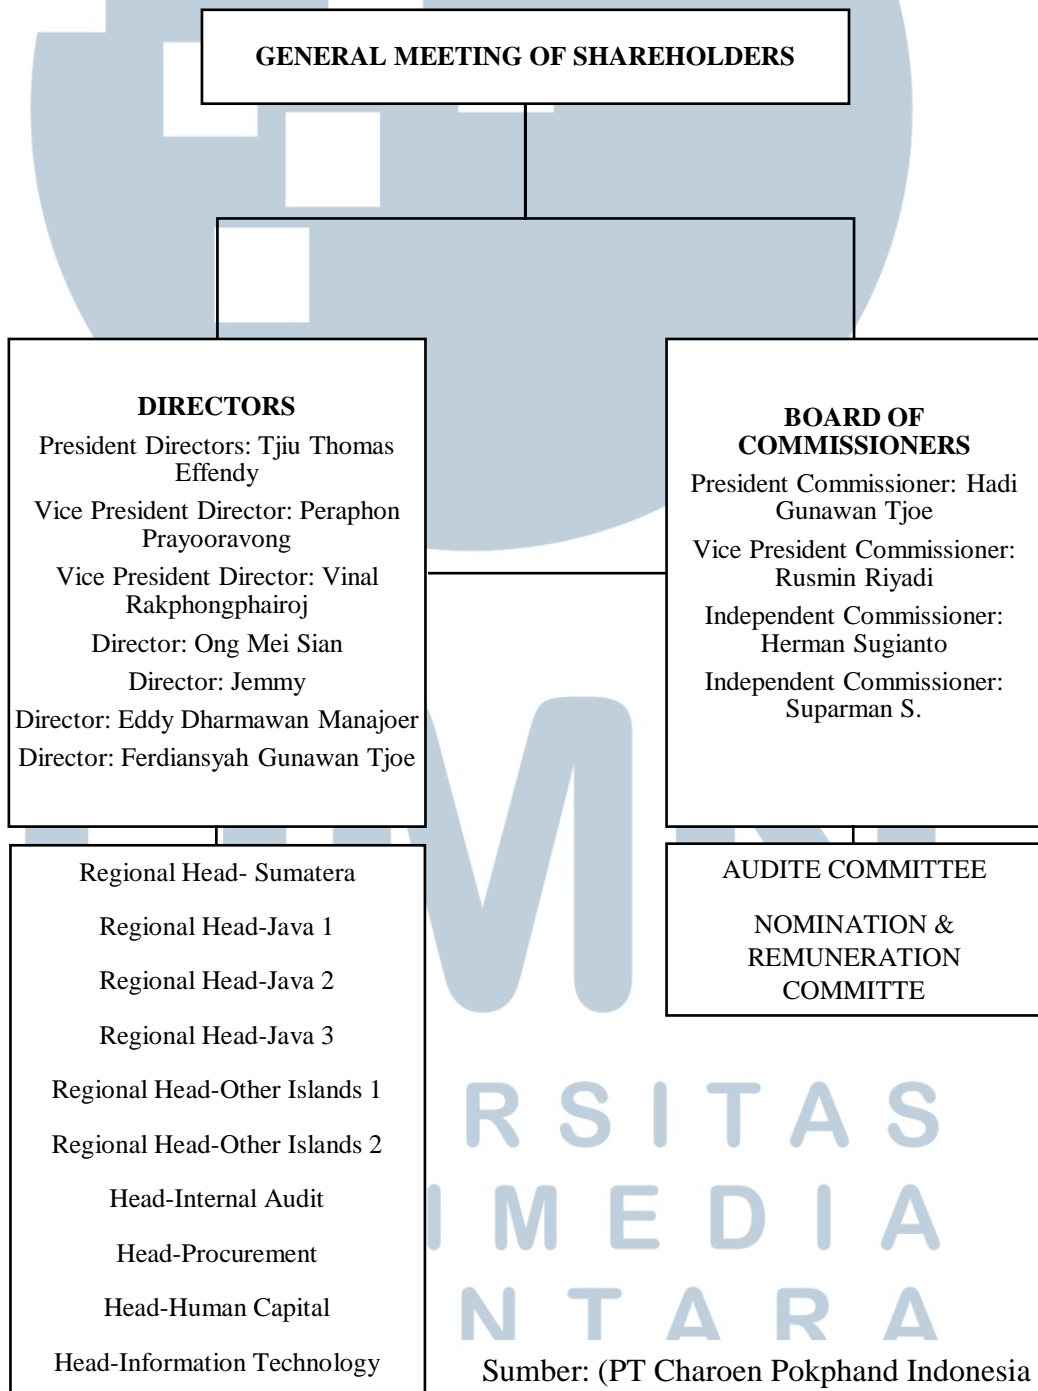 GENERAL MEETING OF SHAREHOLDERS
DIRECTORS
President Directors: Tjiu Thomas
Effendy
Vice President Director: Peraphon
Prayooravong
Vice President Director: Vinal
Rakphongphairoj
Director: Ong Mei Sian
Director: Jemmy
Director: Eddy Dharmawan Manajoer
Director: Ferdiansyah Gunawan Tjoe
BOARD OF
COMMISSIONERS
President Commissioner: Hadi
Gunawan Tjoe
Vice President Commissioner:
Rusmin Riyadi
Independent Commissioner:
Herman Sugianto
Independent Commissioner:
Suparman S.
Regional Head- Sumatera
Regional Head-Java 1
Regional Head-Java 2
Regional Head-Java 3
Regional Head-Other Islands 1
Regional Head-Other Islands 2
Head-Internal Audit
Head-Procurement
Head-Human Capital
Head-Information Technology
AUDITE COMMITTEE
NOMINATION &
REMUNERATION
COMMITTE
R S I T A S
I M E D I A
N T A R A
Sumber: (PT Charoen Pokphand Indonesia